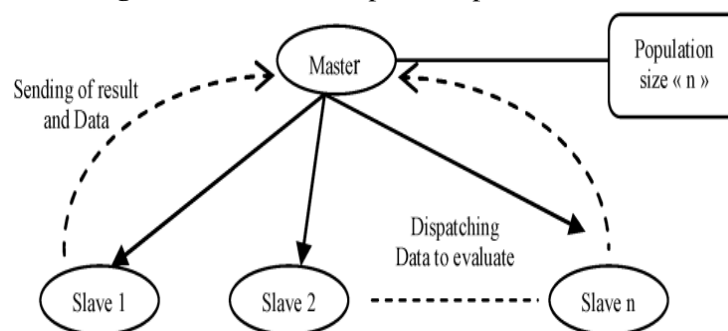 Master
Population
size « n »
Sending of result
and Data
Dispatching
Data to evaluate
Slave 1
Slave 2
Slave n